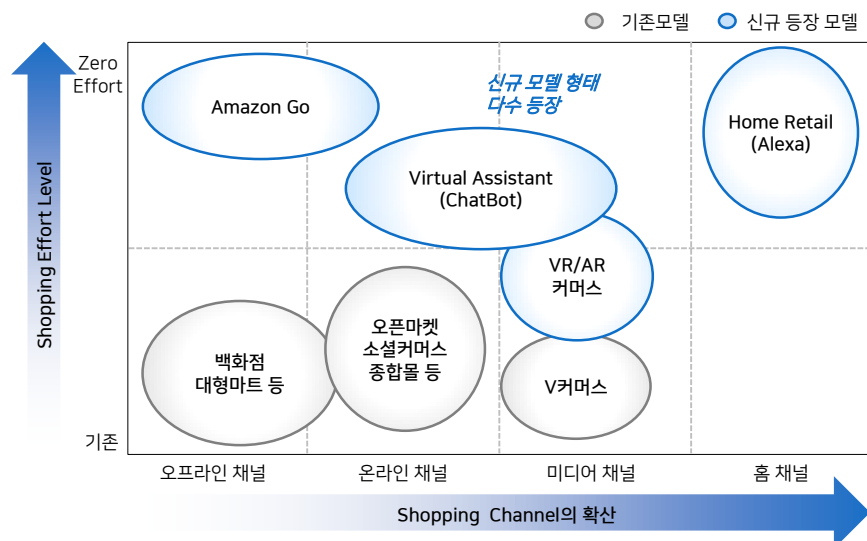 기존모델
신규 등장 모델
Zero
Effort
신규 모델 형태
다수 등장
Amazon Go
Home Retail
(Alexa)
Virtual Assistant
(ChatBot)
Shopping Effort Level
VR/AR
커머스
오픈마켓
소셜커머스
종합몰 등
백화점
대형마트 등
V커머스
기존
오프라인 채널
온라인 채널
미디어 채널
홈 채널
Shopping Channel의 확산